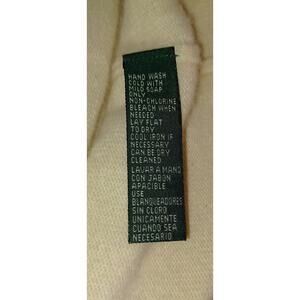 HAND WASH
COLD WITH
MILD SOAP
ONLY
NON-CHLORINE
BLEACH WHEN
NEEDED
LAY FLAT
TO DRY
COOL IRON IF
NECESSARY
CAN BE DRY
CLEANED
LAVAR A MANO
CON JABON
APACIBLE
USE
BLANQUEADORES
SIN CLORO
UNICAMENTE
CUANDO SEA
NECESARIO